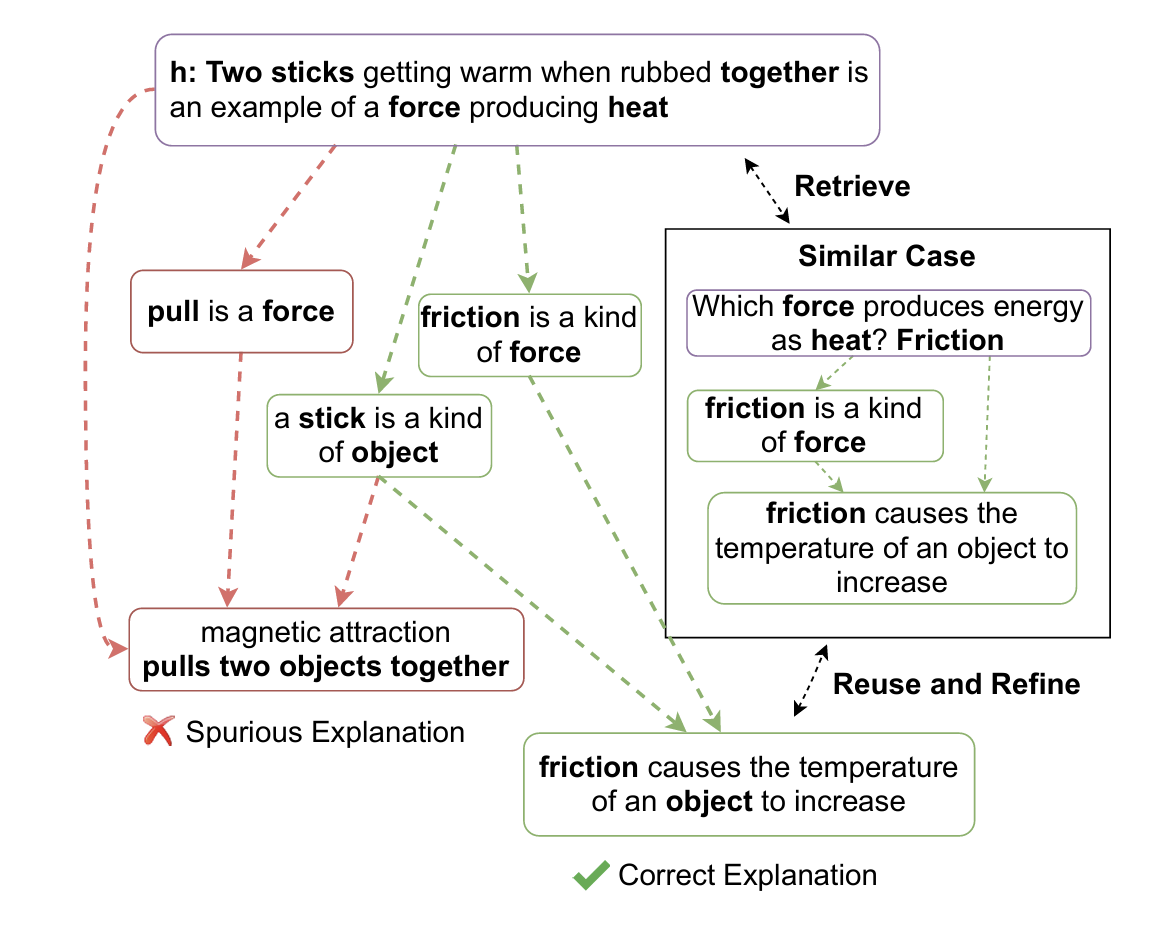 h: Two sticks getting warm when rubbed together is
an example of a force producing heat
Retrieve
Similar Case
Which force produces energy
as heat? Friction
pull is a force
friction is a kind
of force
a stick is a kind
of object
friction is a kind
of force
friction causes the
temperature of an object to
increase
magnetic attraction
pulls two objects together
Spurious Explanation
Reuse and Refine
friction causes the temperature
of an object to increase
Correct Explanation